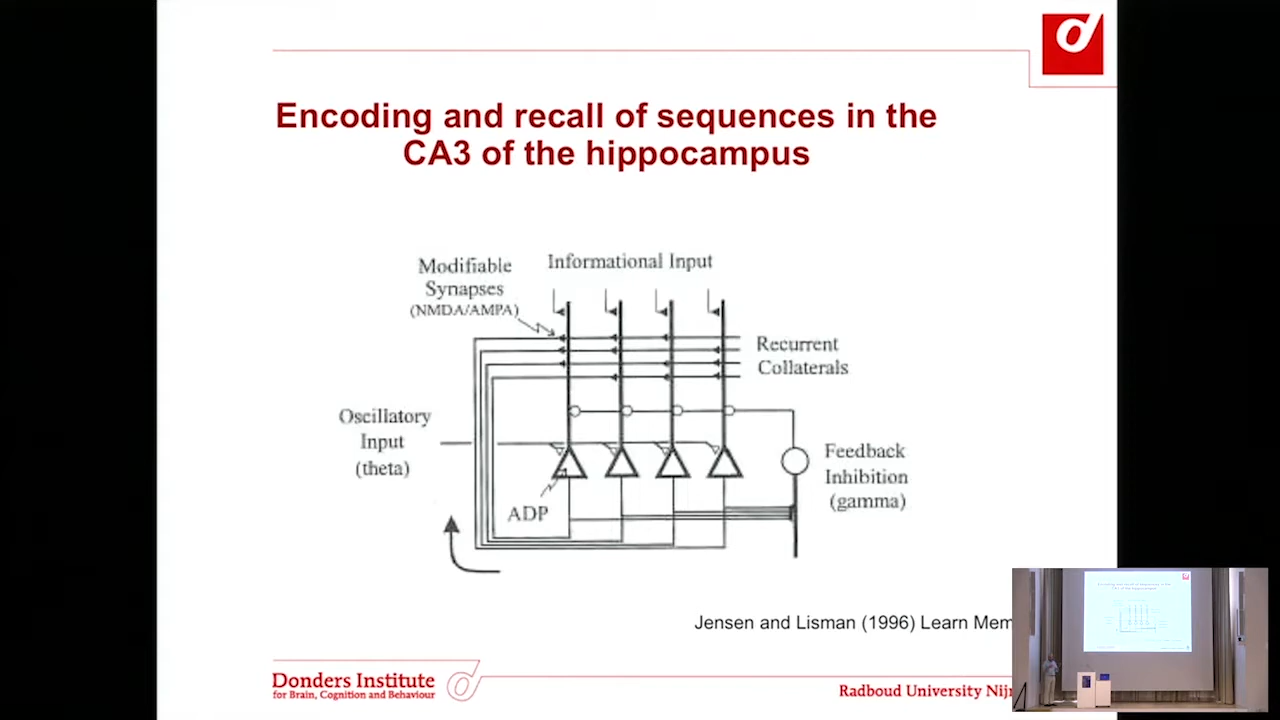 Encoding and recall of sequences in the
CA3 of the hippocampus
Modifiable
Synapses
(NMDA/AMPA)
Informational Input
Recurrent
Collaterals
Oscillatory
Input
(theta)
Feedback
Inhibition
(gamma)
ADP
Jensen and Lisman (1996) Learn Mem
Donders Institute
for Brain, Cognition and Behaviour
Radboud University Nijm